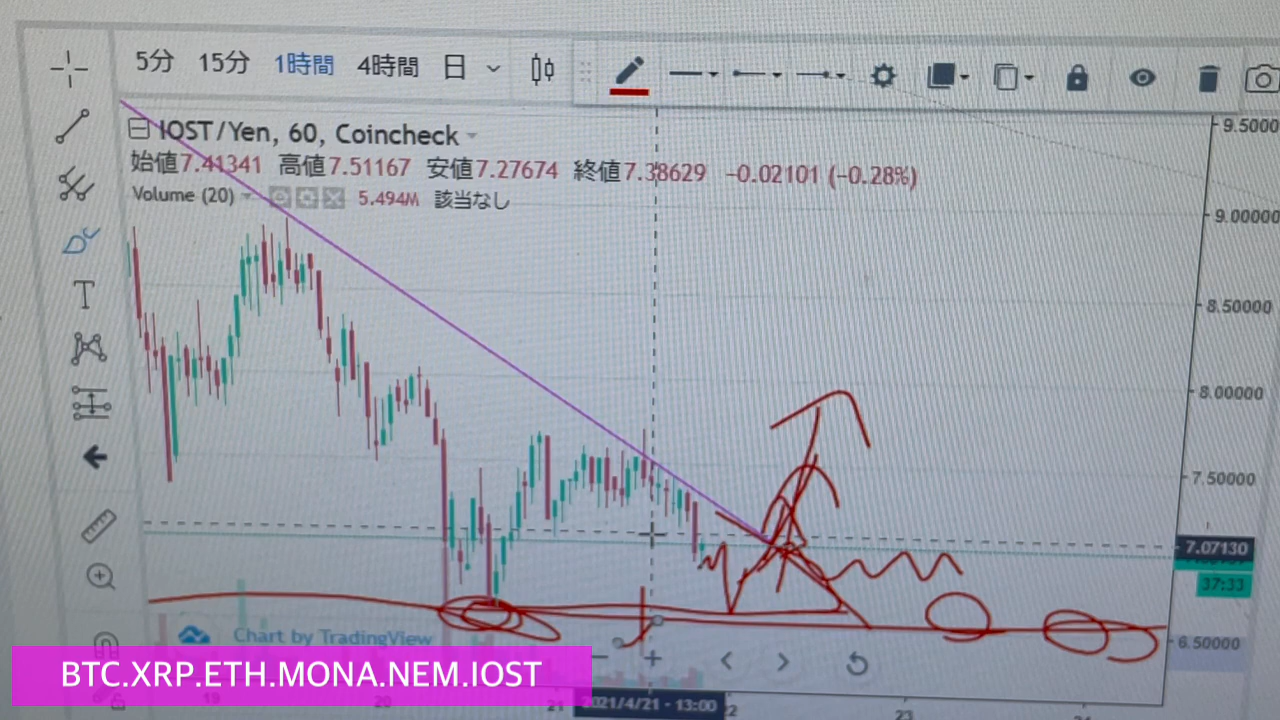 5分 15分 1時間 4時間 日
IOST/Yen, 60, Coincheck
始値7.41341 高値7.51167 安値7.27674 終値7.38629 -0.02101 (-0.28%)
Volume (20) 5.494M 該当なし
T
9.5000
9.00000
8.50000
8.00000
7.50000
7.07130
37:33
6.50000
Chart by TradingView
BTC.XRP.ETH.MONA.NEM.IOST
19 20 21 2021/4/21 - 13:00 22 23